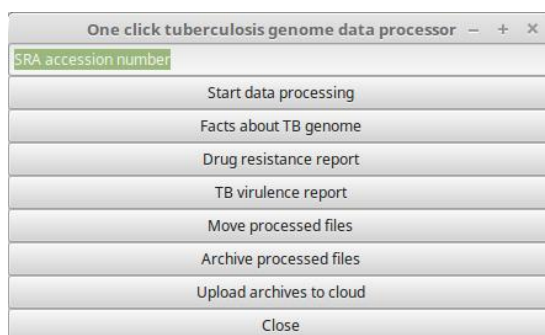 One click tuberculosis genome data processor
SRA accession number
Start data processing
Facts about TB genome
Drug resistance report
TB virulence report
Move processed files
Archive processed files
Upload archives to cloud
Close